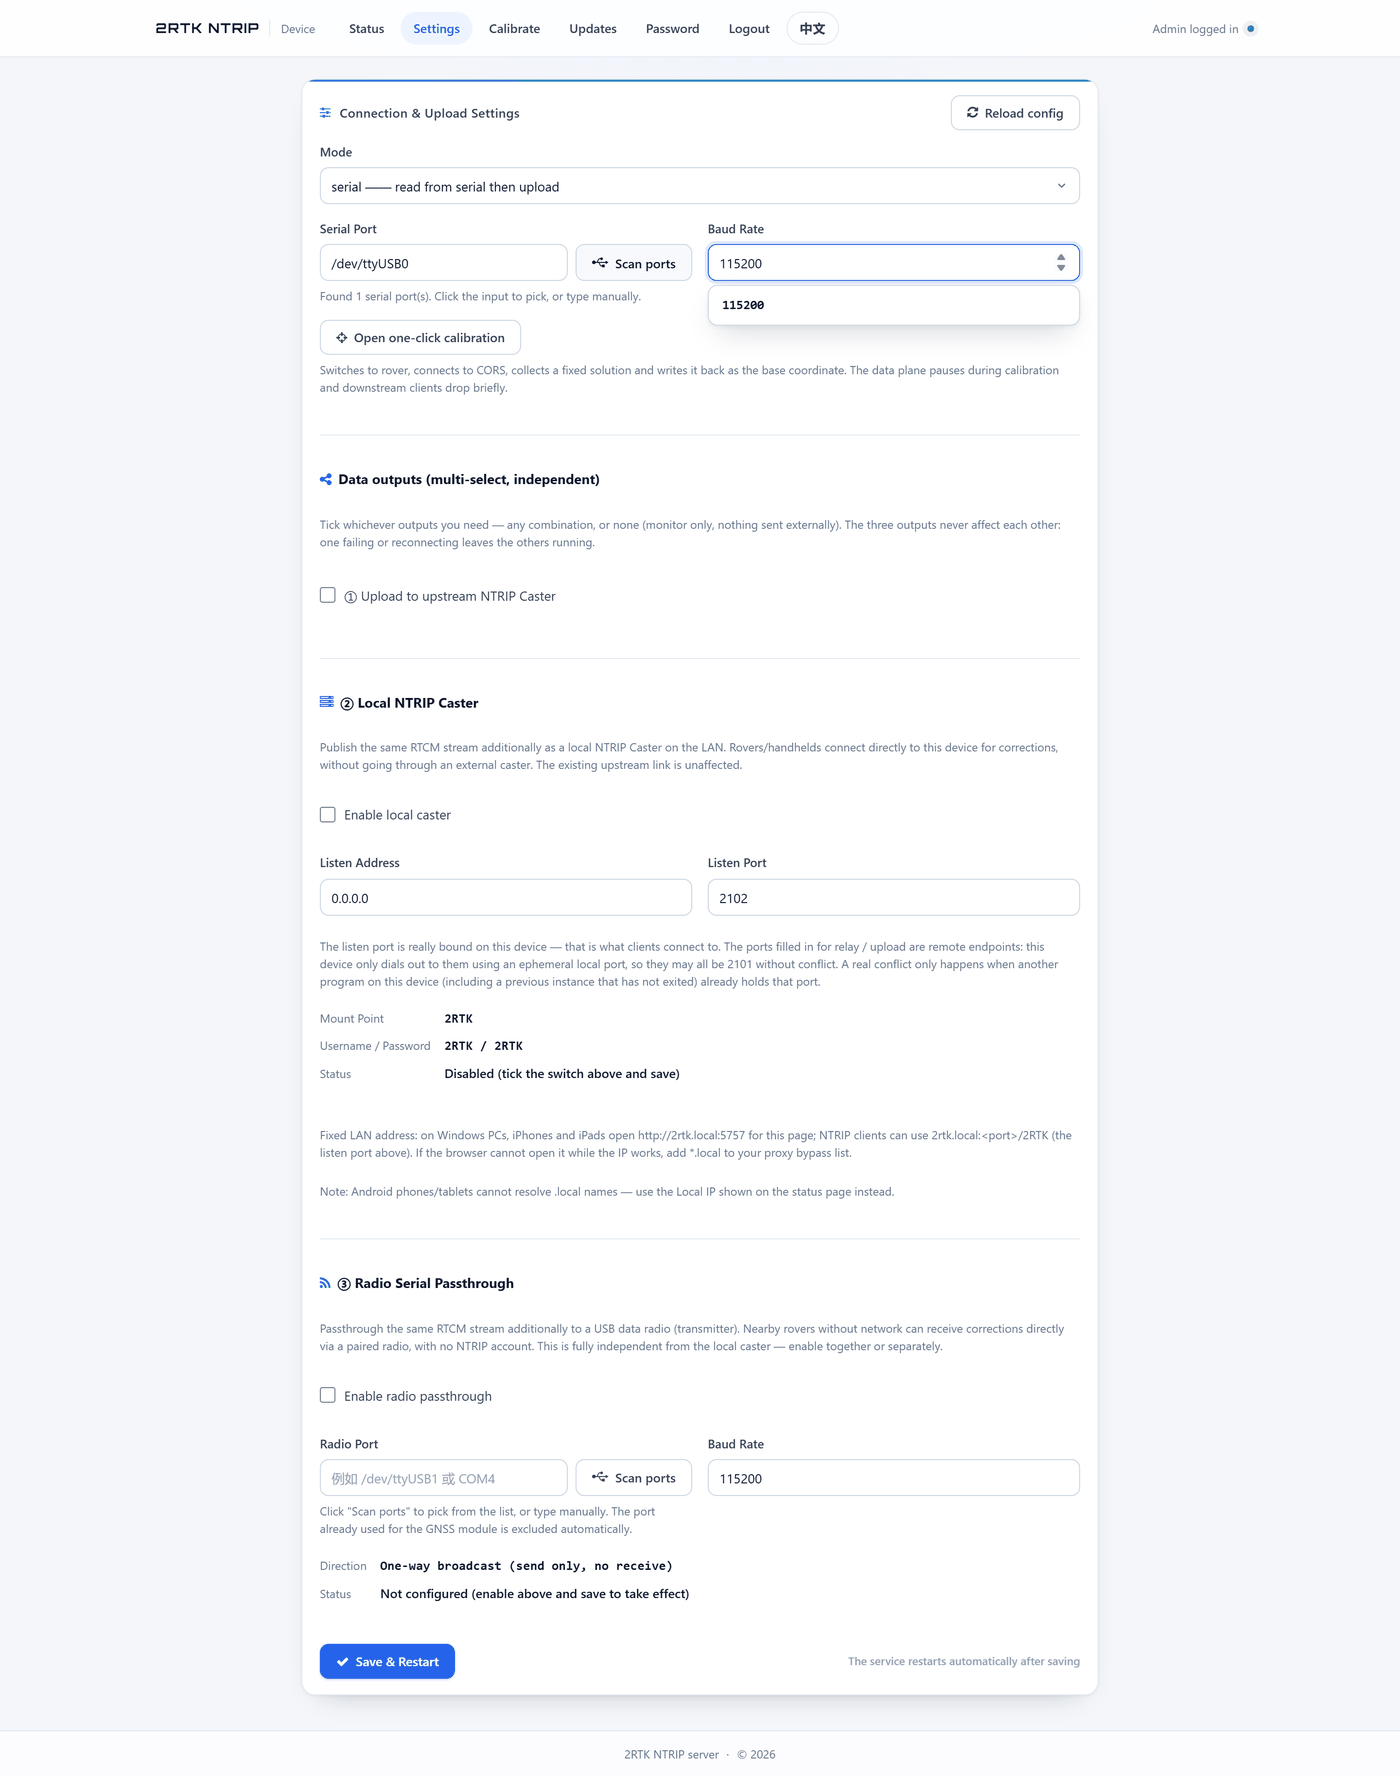 2RTK NTRIP
Device
Status
Settings
Calibrate
Updates
Password
Logout
中文
Admin logged in
Connection & Upload Settings
Reload config
Mode
serial —— read from serial then upload
Serial Port
Baud Rate
/dev/ttyUSB0
Scan ports
115200
Found 1 serial port(s). Click the input to pick, or type manually.
115200
Open one-click calibration
Switches to rover, connects to CORS, collects a fixed solution and writes it back as the base coordinate. The data plane pauses during calibration
and downstream clients drop briefly.
Data outputs (multi-select, independent)
Tick whichever outputs you need — any combination, or none (monitor only, nothing sent externally). The three outputs never affect each other:
one failing or reconnecting leaves the others running.
① Upload to upstream NTRIP Caster
② Local NTRIP Caster
Publish the same RTCM stream additionally as a local NTRIP Caster on the LAN. Rovers/handhelds connect directly to this device for corrections,
without going through an external caster. The existing upstream link is unaffected.
Enable local caster
Listen Address
Listen Port
0.0.0.0
2102
The listen port is really bound on this device — that is what clients connect to. The ports filled in for relay / upload are remote endpoints: this
device only dials out to them using an ephemeral local port, so they may all be 2101 without conflict. A real conflict only happens when another
program on this device (including a previous instance that has not exited) already holds that port.
Mount Point 2RTK
Username / Password 2RTK / 2RTK
Status Disabled (tick the switch above and save)
Fixed LAN address: on Windows PCs, iPhones and iPads open http://2rtk.local:5757 for this page; NTRIP clients can use 2rtk.local:<port>/2RTK (the
listen port above). If the browser cannot open it while the IP works, add *.local to your proxy bypass list.
Note: Android phones/tablets cannot resolve .local names — use the Local IP shown on the status page instead.
③ Radio Serial Passthrough
Passthrough the same RTCM stream additionally to a USB data radio (transmitter). Nearby rovers without network can receive corrections directly
via a paired radio, with no NTRIP account. This is fully independent from the local caster — enable together or separately.
Enable radio passthrough
Radio Port
Baud Rate
例如 /dev/ttyUSB1 或 COM4
Scan ports
115200
Click "Scan ports" to pick from the list, or type manually. The port
already used for the GNSS module is excluded automatically.
Direction One-way broadcast (send only, no receive)
Status Not configured (enable above and save to take effect)
Save & Restart
The service restarts automatically after saving
2RTK NTRIP server · © 2026